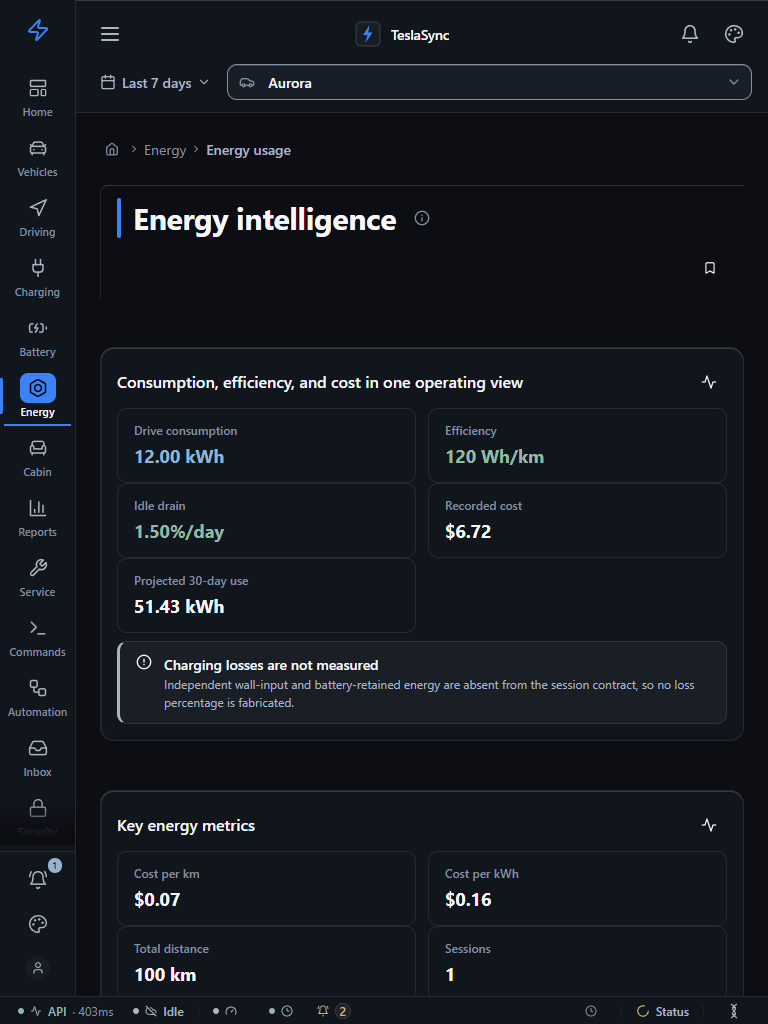 TeslaSync
Last 7 days
Aurora
Home
Vehicles
Driving
Charging
Battery
Energy
Cabin
Reports
Service
Commands
Automation
Inbox
Security
1
Energy > Energy usage
Energy intelligence
Consumption, efficiency, and cost in one operating view
Drive consumption
12.00 kWh
Efficiency
120 Wh/km
Idle drain
1.50%/day
Recorded cost
$6.72
Projected 30-day use
51.43 kWh
Charging losses are not measured
Independent wall-input and battery-retained energy are absent from the session contract, so no loss
percentage is fabricated.
Key energy metrics
Cost per km
$0.07
Cost per kWh
$0.16
Total distance
100 km
Sessions
1
API · 403ms
Idle
2
Status